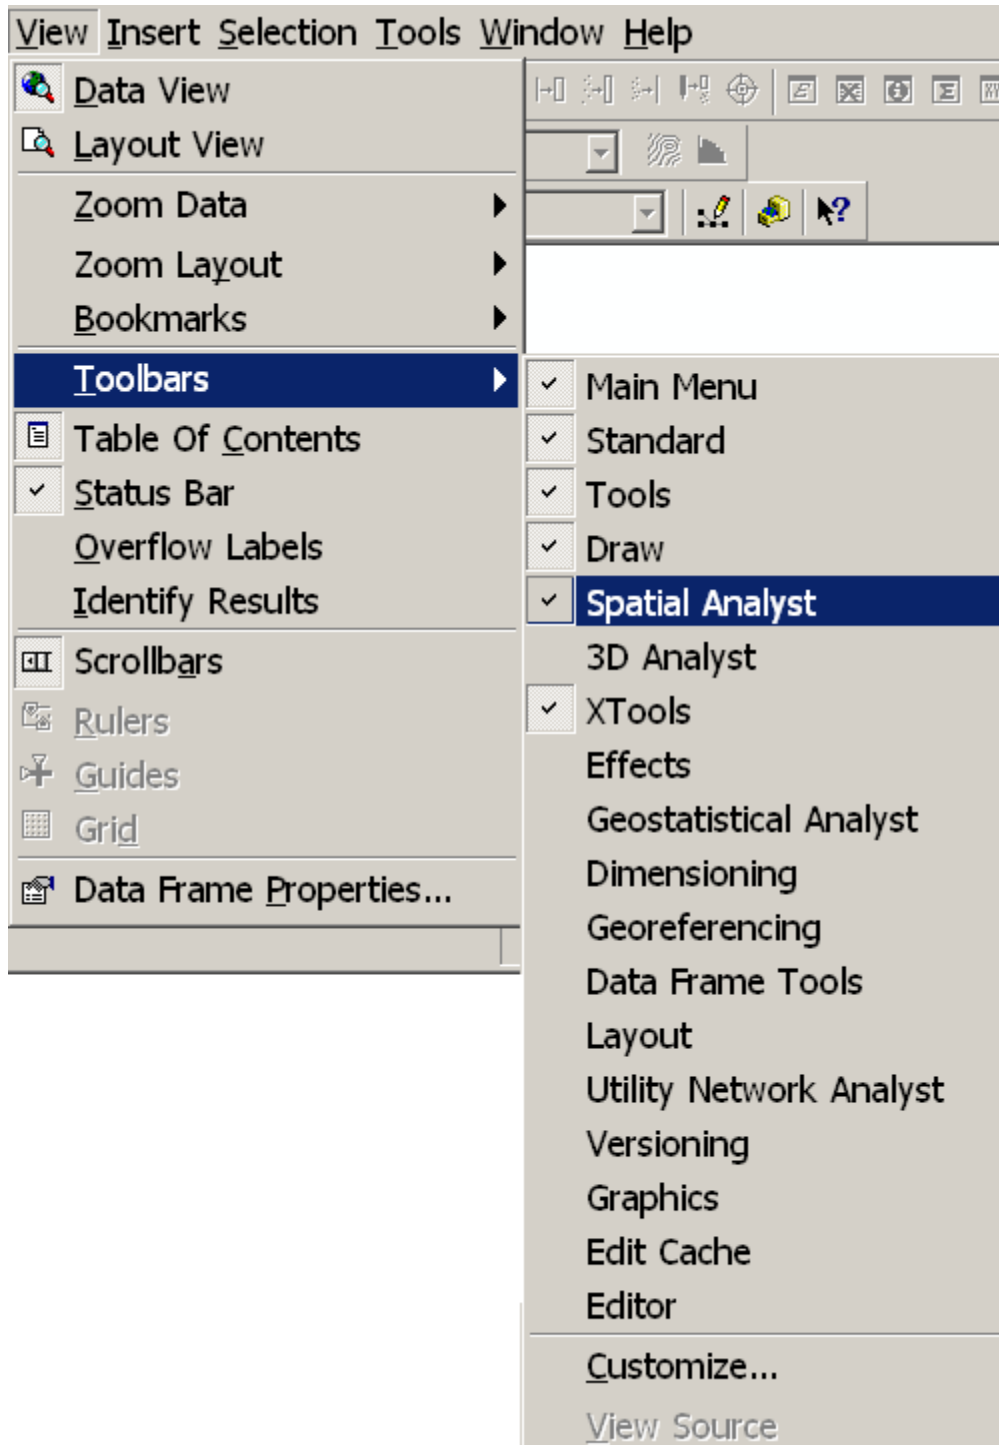 View Insert Selection Tools Window Help
Data View
Layout View
Zoom Data
Zoom Layout
Bookmarks
Toolbars
Table Of Contents
Status Bar
Overflow Labels
Identify Results
Scrollbars
Rulers
Guides
Grid
Data Frame Properties...
Main Menu
Standard
Tools
Draw
Spatial Analyst
3D Analyst
XTools
Effects
Geostatistical Analyst
Dimensioning
Georeferencing
Data Frame Tools
Layout
Utility Network Analyst
Versioning
Graphics
Edit Cache
Editor
Customize...
View Source